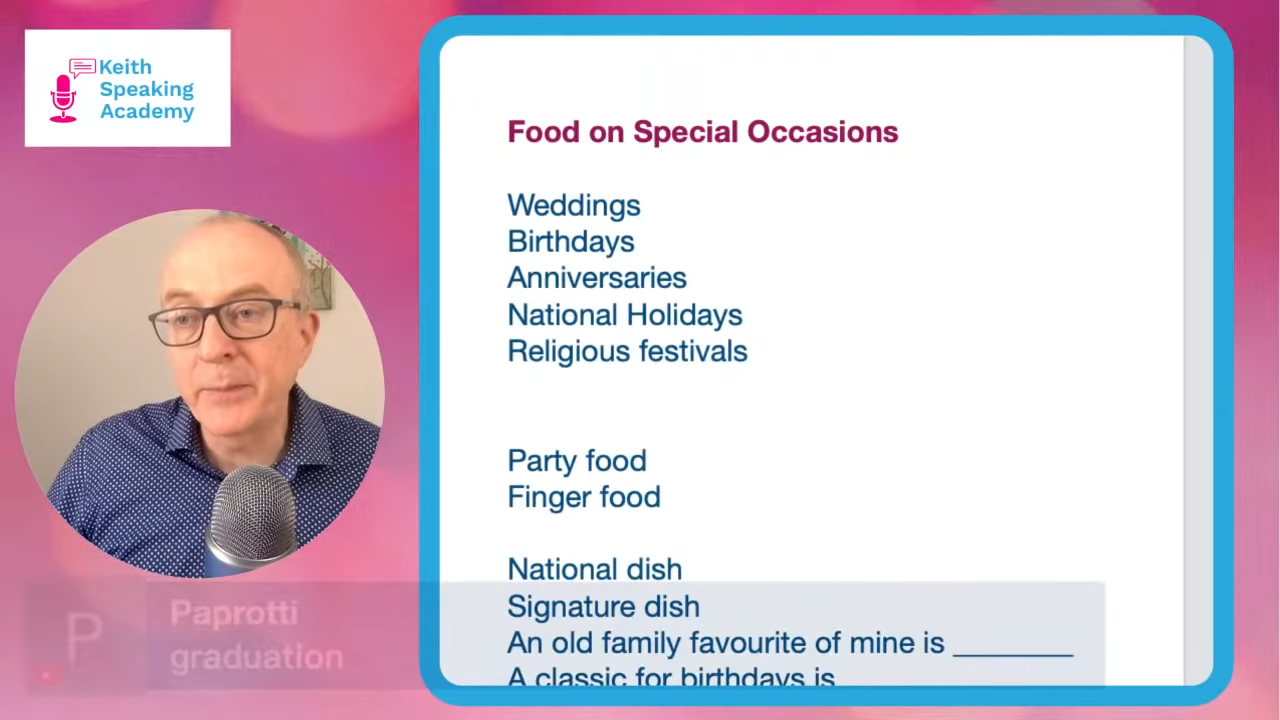 Keith
Speaking
Academy
Food on Special Occasions
Weddings
Birthdays
Anniversaries
National Holidays
Religious festivals
Party food
Finger food
National dish
Signature dish
An old family favourite of mine is ________
A classic for birthdays is
P
Paprotti
graduation